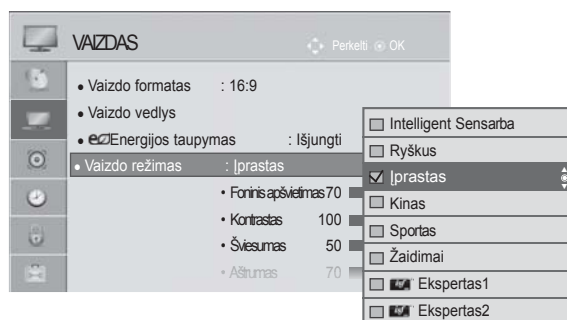 VAIZDAS
Perkelti OK
• Vaizdo formatas : 16:9
• Vaizdo vedlys
• eco Energijos taupymas : Išjungti
• Vaizdo režimas : Įprastas
• Foninis apšvietimas 70
• Kontrastas 100
• Šviesumas 50
• Aštrumas 70
Intelligent Sensarba
Ryškus
Įprastas
Kinas
Sportas
Žaidimai
Ekspertas1
Ekspertas2